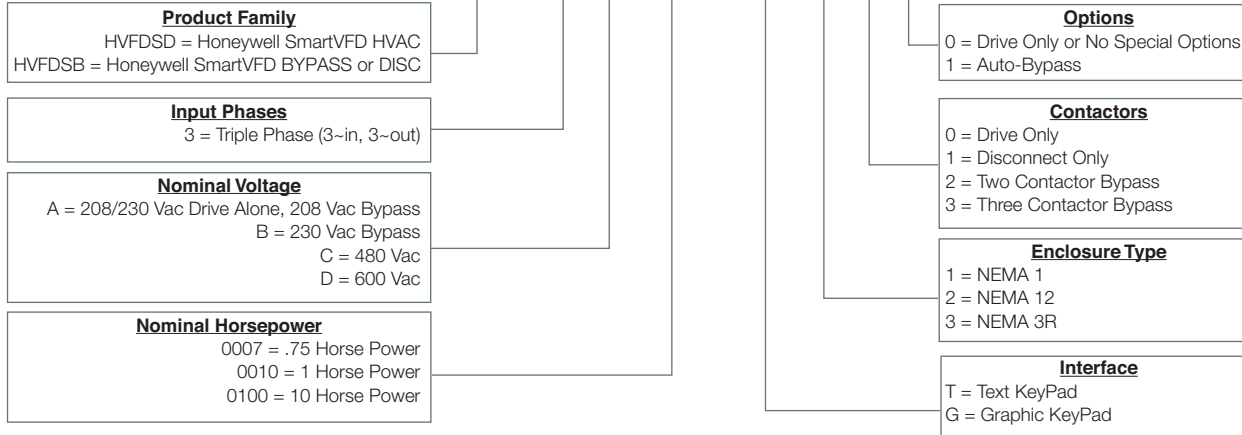 Product Family
HVFDSD = Honeywell SmartVFD HVAC
HVFDSB = Honeywell SmartVFD BYPASS or DISC
Input Phases
3 = Triple Phase (3~in, 3~out)
Nominal Voltage
A = 208/230 Vac Drive Alone, 208 Vac Bypass
B = 230 Vac Bypass
C = 480 Vac
D = 600 Vac
Nominal Horsepower
0007 = .75 Horse Power
0010 = 1 Horse Power
0100 = 10 Horse Power
Options
0 = Drive Only or No Special Options
1 = Auto-Bypass
Contactors
0 = Drive Only
1 = Disconnect Only
2 = Two Contactor Bypass
3 = Three Contactor Bypass
Enclosure Type
1 = NEMA 1
2 = NEMA 12
3 = NEMA 3R
Interface
T = Text KeyPad
G = Graphic KeyPad